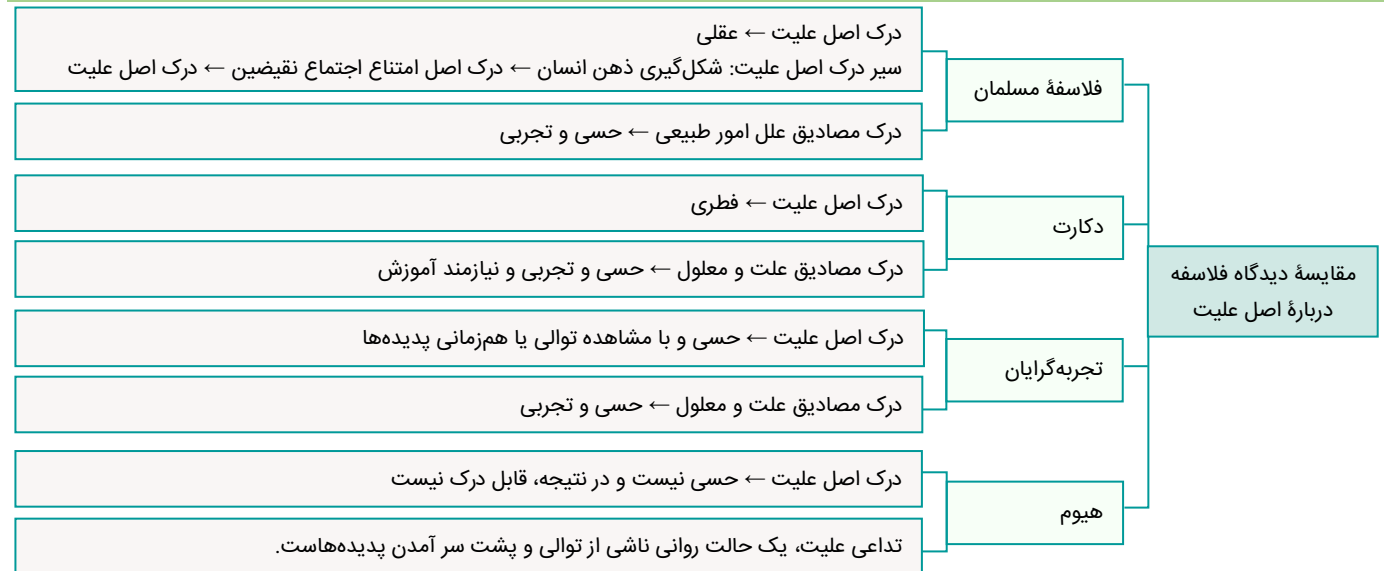 مقایسهٔ دیدگاه فلاسفه
دربارهٔ اصل علیت
فلاسفهٔ مسلمان
درک اصل علیت ← عقلی
سیر درک اصل علیت: شکل‌گیری ذهن انسان ← درک اصل امتناع اجتماع نقیضین ← درک اصل علیت
درک مصادیق علل امور طبیعی ← حسی و تجربی
دکارت
درک اصل علیت ← فطری
درک مصادیق علت و معلول ← حسی و تجربی و نیازمند آموزش
تجربه‌گرایان
درک اصل علیت ← حسی و با مشاهده توالی یا هم‌زمانی پدیده‌ها
درک مصادیق علت و معلول ← حسی و تجربی
هیوم
درک اصل علیت ← حسی نیست و در نتیجه، قابل درک نیست
تداعی علیت، یک حالت روانی ناشی از توالی و پشت سر آمدن پدیده‌هاست.